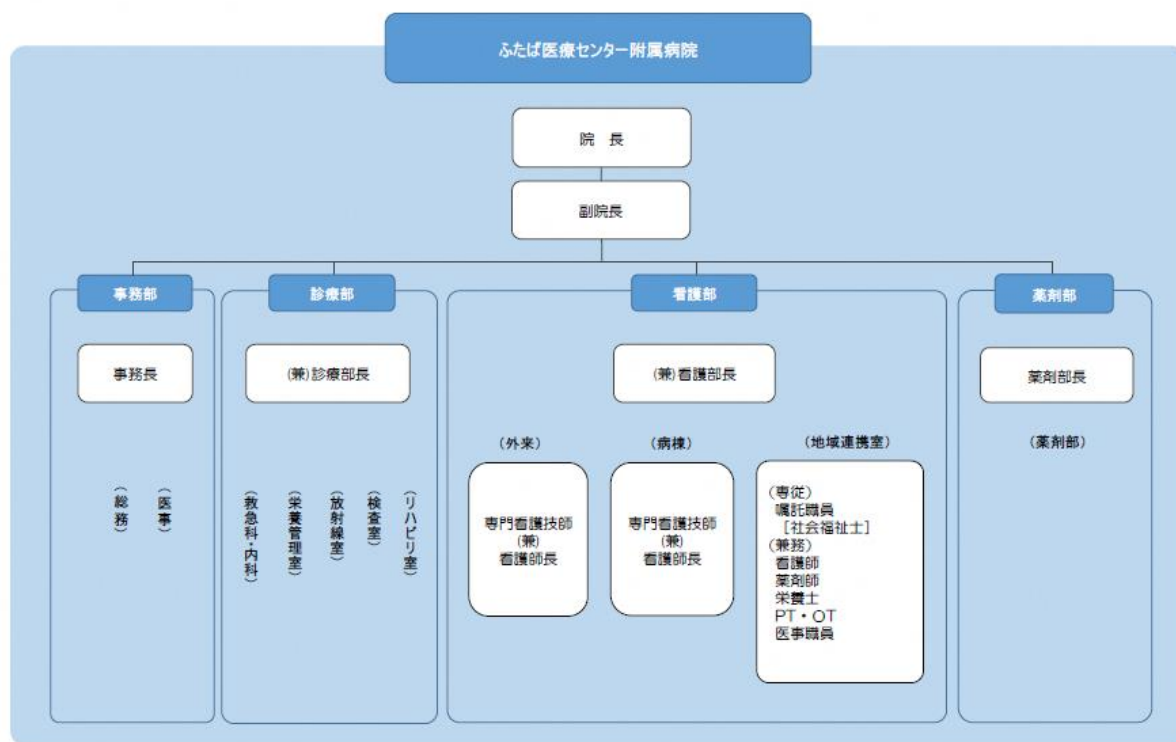 ふたば医療センター附属病院
院　長
副院長
事務部
診療部
看護部
薬剤部
事務長
(兼)診療部長
(兼)看護部長
薬剤部長
(総務)
(医事)
(救急科・内科)
(栄養管理室)
(放射線室)
(検査室)
(リハビリ室)
(外来)
専門看護技師
(兼)
看護師長
(病棟)
専門看護技師
(兼)
看護師長
(地域連携室)
(専従)
嘱託職員
［社会福祉士］
(兼務)
看護師
薬剤師
栄養士
PT・OT
医事職員
(薬剤部)